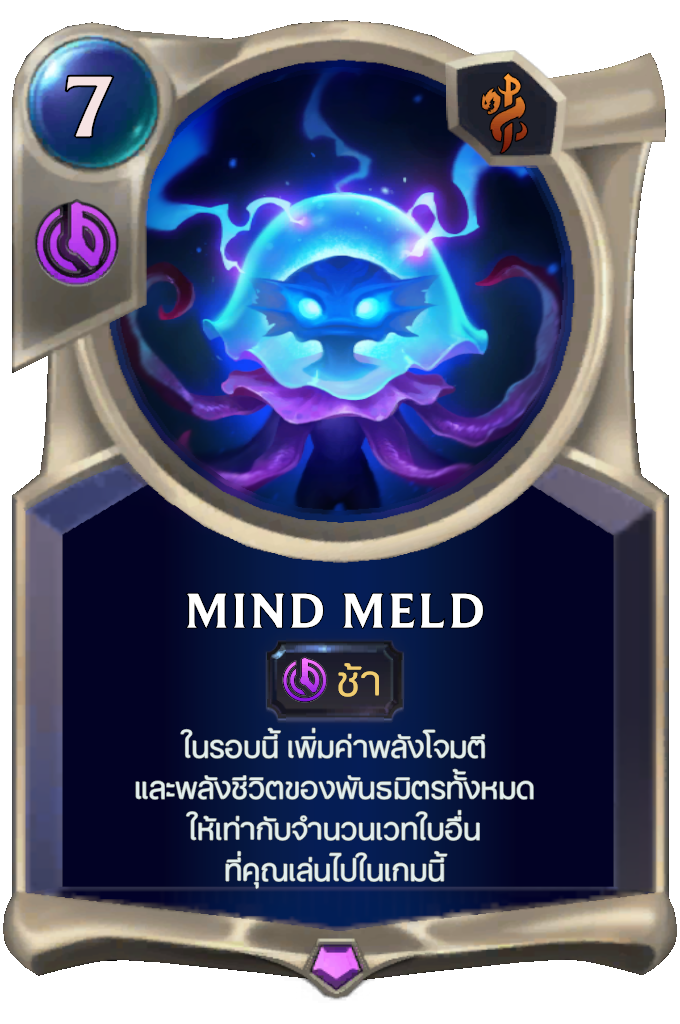 7
MIND MELD
ช้า
ในรอบนี้ เพิ่มค่าพลังโจมตี
และพลังชีวิตของพันธมิตรทั้งหมด
ให้เท่ากับจำนวนเวทใบอื่น
ที่คุณเล่นไปในเกมนี้